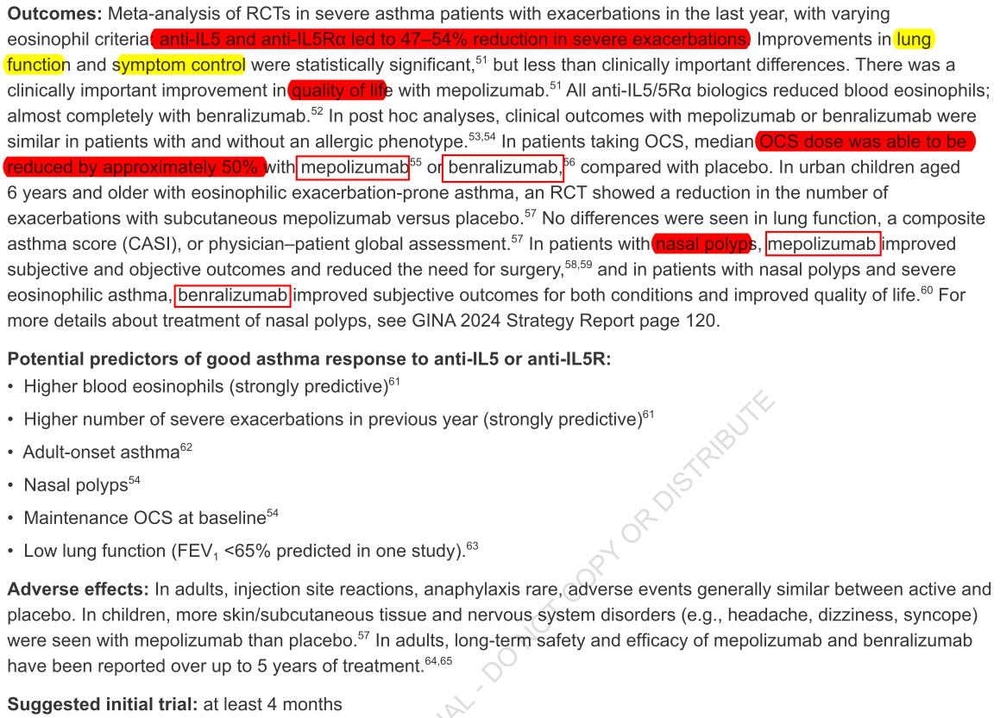 Outcomes: Meta-analysis of RCTs in severe asthma patients with exacerbations in the last year, with varying
eosinophil criteria: anti-IL5 and anti-IL5Rα led to 47–54% reduction in severe exacerbations. Improvements in lung
function and symptom control were statistically significant,51 but less than clinically important differences. There was a
clinically important improvement in quality of life with mepolizumab.51 All anti-IL5/5Rα biologics reduced blood eosinophils;
almost completely with benralizumab.52 In post hoc analyses, clinical outcomes with mepolizumab or benralizumab were
similar in patients with and without an allergic phenotype.53,54 In patients taking OCS, median OCS dose was able to be
reduced by approximately 50% with mepolizumab55 or benralizumab,56 compared with placebo. In urban children aged
6 years and older with eosinophilic exacerbation-prone asthma, an RCT showed a reduction in the number of
exacerbations with subcutaneous mepolizumab versus placebo.57 No differences were seen in lung function, a composite
asthma score (CASI), or physician–patient global assessment.57 In patients with nasal polyps, mepolizumab improved
subjective and objective outcomes and reduced the need for surgery,58,59 and in patients with nasal polyps and severe
eosinophilic asthma, benralizumab improved subjective outcomes for both conditions and improved quality of life.60 For
more details about treatment of nasal polyps, see GINA 2024 Strategy Report page 120.
Potential predictors of good asthma response to anti-IL5 or anti-IL5R:
• Higher blood eosinophils (strongly predictive)61
• Higher number of severe exacerbations in previous year (strongly predictive)61
• Adult-onset asthma62
• Nasal polyps54
• Maintenance OCS at baseline54
• Low lung function (FEV1 <65% predicted in one study).63
Adverse effects: In adults, injection site reactions, anaphylaxis rare, adverse events generally similar between active and
placebo. In children, more skin/subcutaneous tissue and nervous system disorders (e.g., headache, dizziness, syncope)
were seen with mepolizumab than placebo.57 In adults, long-term safety and efficacy of mepolizumab and benralizumab
have been reported over up to 5 years of treatment.64,65
Suggested initial trial: at least 4 months
- DO NOT COPY OR DISTRIBUTE